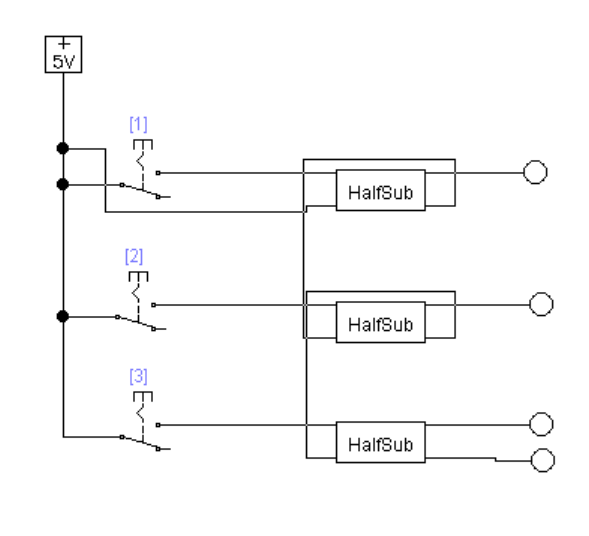 +
5V
[1]
HalfSub
[2]
HalfSub
[3]
HalfSub